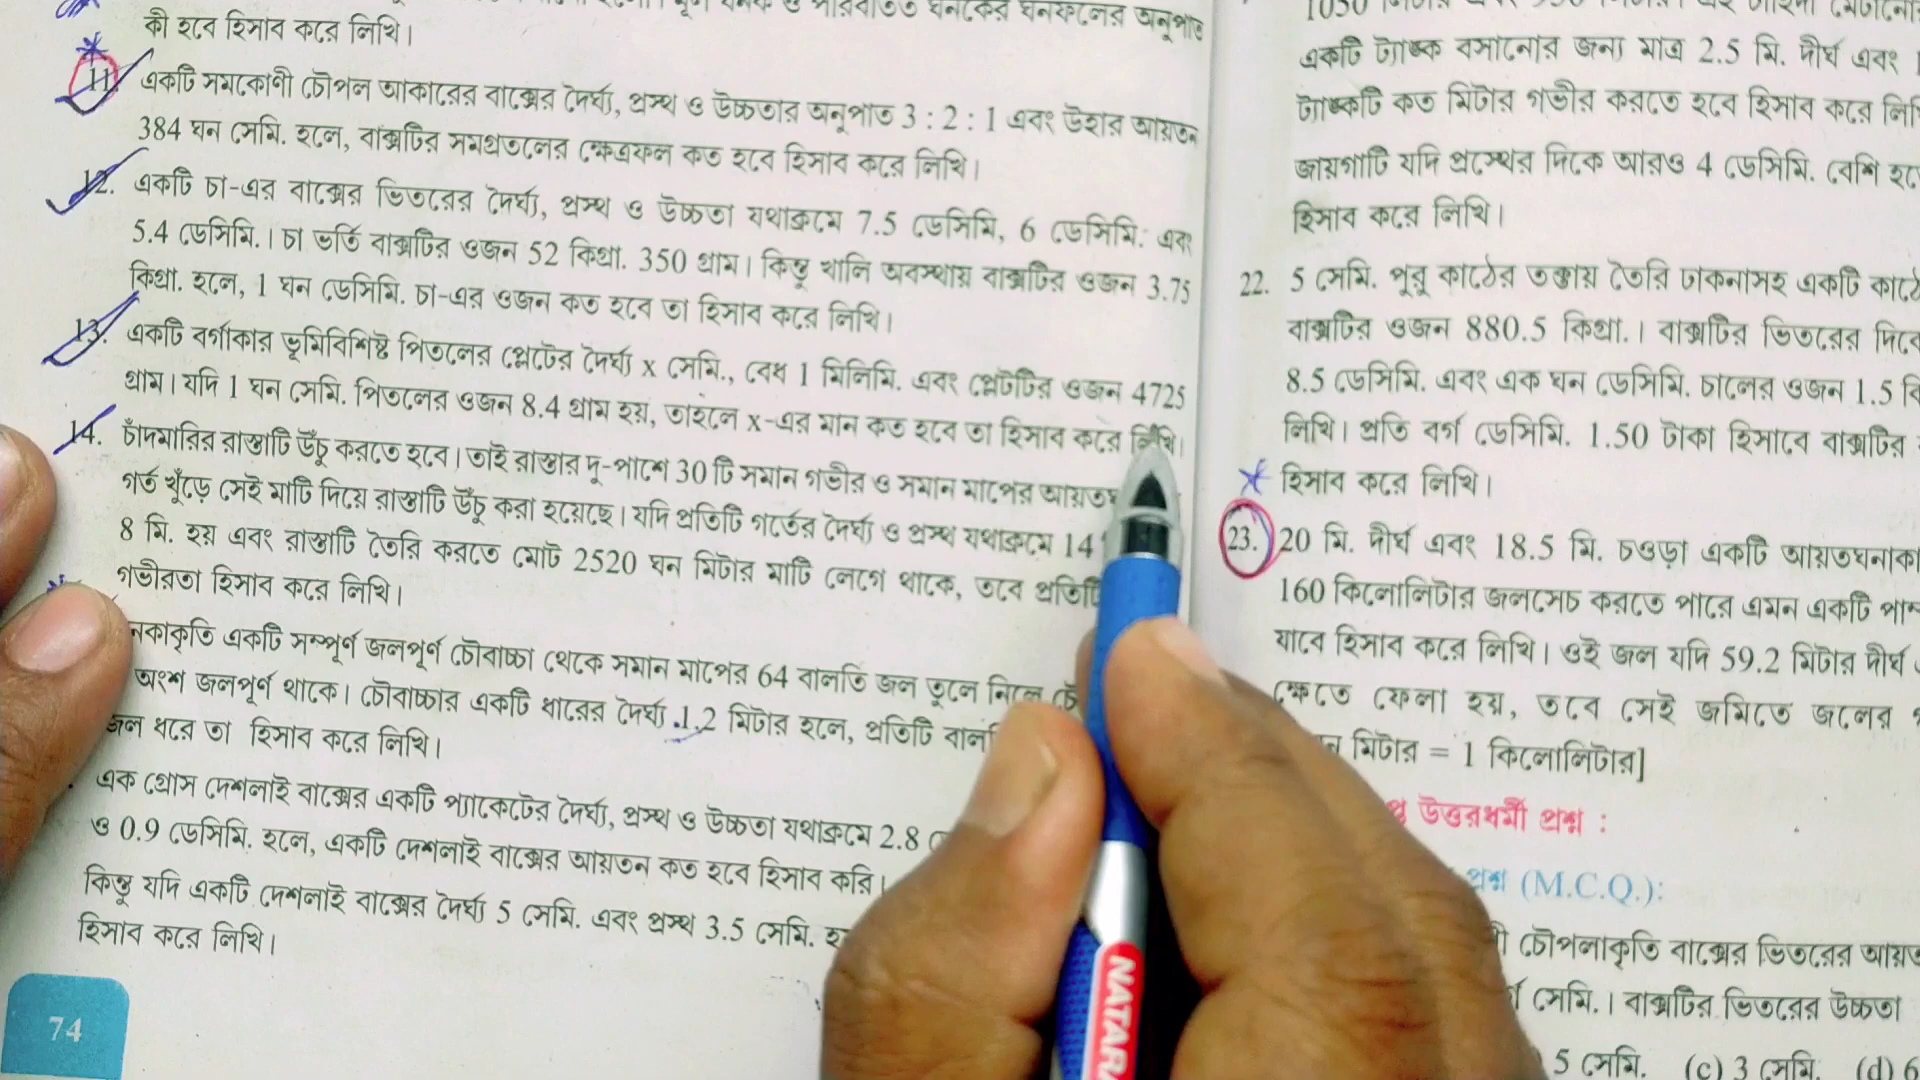 কী হবে হিসাব করে লিখি।
11. একটি সমকোণী চৌপল আকারের বাক্সের দৈর্ঘ্য, প্রস্থ ও উচ্চতার অনুপাত 3 : 2 : 1 এবং উহার আয়তন
384 ঘন সেমি. হলে, বাক্সটির সমগ্রতলের ক্ষেত্রফল কত হবে হিসাব করে লিখি।
12. একটি চা-এর বাক্সের ভিতরের দৈর্ঘ্য, প্রস্থ ও উচ্চতা যথাক্রমে 7.5 ডেসিমি, 6 ডেসিমি. এবং
5.4 ডেসিমি.। চা ভর্তি বাক্সটির ওজন 52 কিগ্রা. 350 গ্রাম। কিন্তু খালি অবস্থায় বাক্সটির ওজন 3.75
কিগ্রা. হলে, 1 ঘন ডেসিমি. চা-এর ওজন কত হবে তা হিসাব করে লিখি।
13. একটি বর্গাকার ভূমিবিশিষ্ট পিতলের প্লেটের দৈর্ঘ্য x সেমি., বেধ 1 মিলিমি. এবং প্লেটটির ওজন 4725
গ্রাম। যদি 1 ঘন সেমি. পিতলের ওজন 8.4 গ্রাম হয়, তাহলে x-এর মান কত হবে তা হিসাব করে লিখি।
14. চাঁদমারির রাস্তাটি উঁচু করতে হবে। তাই রাস্তার দু-পাশে 30 টি সমান গভীর ও সমান মাপের
গর্ত খুঁড়ে সেই মাটি দিয়ে রাস্তাটি উঁচু করা হয়েছে। যদি প্রতিটি গর্তের দৈর্ঘ্য ও প্রস্থ যথাক্রমে 14
8 মি. হয় এবং রাস্তাটি তৈরি করতে মোট 2520 ঘন মিটার মাটি লেগে থাকে, তবে
গভীরতা হিসাব করে লিখি।
একটি সম্পূর্ণ জলপূর্ণ চৌবাচ্চা থেকে সমান মাপের 64 বালতি জল তুলে নিলে
অংশ জলপূর্ণ থাকে। চৌবাচ্চার একটি ধারের দৈর্ঘ্য 1.2 মিটার হলে, প্রতিটি
জল ধরে তা হিসাব করে লিখি।
এক গ্রোস দেশলাই বাক্সের একটি প্যাকেটের দৈর্ঘ্য, প্রস্থ ও উচ্চতা যথাক্রমে 2.8
ও 0.9 ডেসিমি. হলে, একটি দেশলাই বাক্সের আয়তন কত হবে হিসাব করি।
কিন্তু যদি একটি দেশলাই বাক্সের দৈর্ঘ্য 5 সেমি. এবং প্রস্থ 3.5 সেমি.
হিসাব করে লিখি।
74
একটি ট্যাঙ্ক বসানোর জন্য মাত্র 2.5 মি. দীর্ঘ এবং
ট্যাঙ্কটি কত মিটার গভীর করতে হবে হিসাব করে
জায়গাটি যদি প্রস্থের দিকে আরও 4 ডেসিমি. বেশি
হিসাব করে লিখি।
22. 5 সেমি. পুরু কাঠের তক্তায় তৈরি ঢাকনাসহ একটি
বাক্সটির ওজন 880.5 কিগ্রা.। বাক্সটির ভিতরের
8.5 ডেসিমি. এবং এক ঘন ডেসিমি. চালের ওজন 1.5
লিখি। প্রতি বর্গ ডেসিমি. 1.50 টাকা হিসাবে বাক্সটির
হিসাব করে লিখি।
23. 20 মি. দীর্ঘ এবং 18.5 মি. চওড়া একটি
160 কিলোলিটার জলসেচ করতে পারে এমন একটি
যাবে হিসাব করে লিখি। ওই জল যদি 59.2 মিটার দীর্ঘ
ক্ষেতে ফেলা হয়, তবে সেই জমিতে জলের
মিটার = 1 কিলোলিটার]
উত্তরধর্মী প্রশ্ন :
প্রশ্ন (M.C.Q.):
চৌপলাকৃতি বাক্সের ভিতরের
সেমি.। বাক্সটির ভিতরের উচ্চতা
5 সেমি. (c) 3 সেমি. (d) 6
NATARA